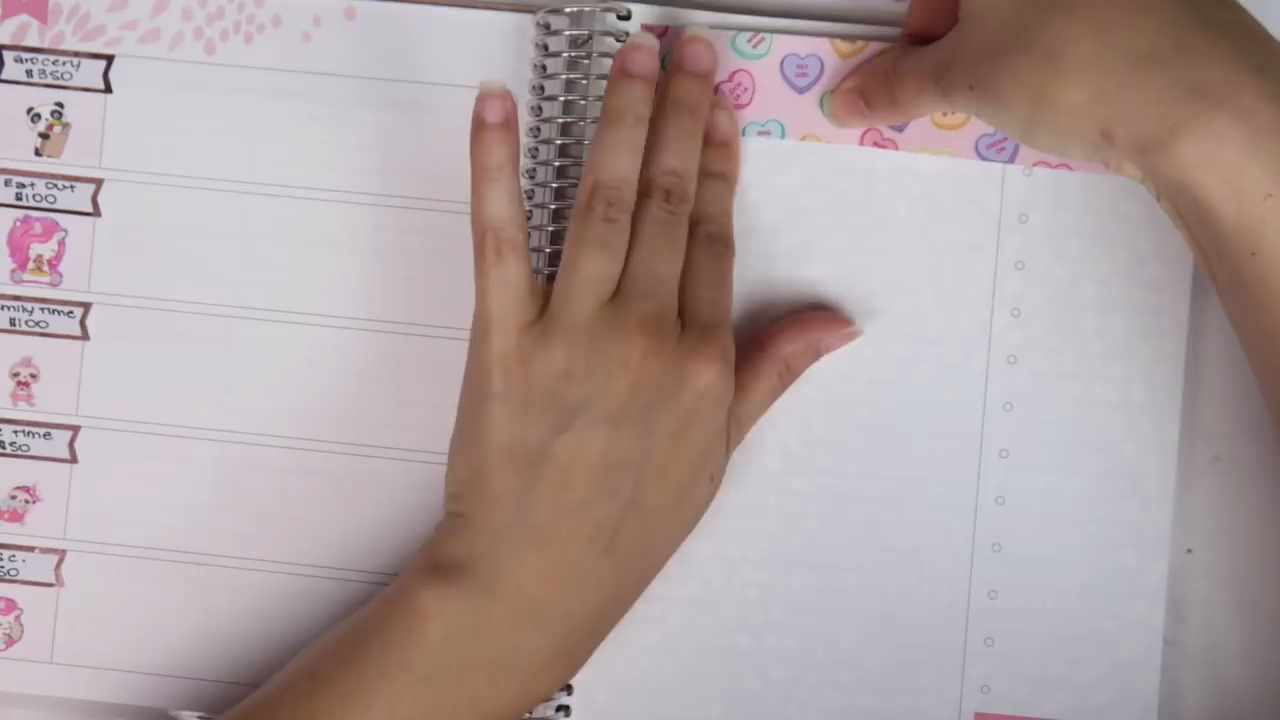 Grocery
$350
Eat Out
$100
mily Time
$100
e Time
$50
sc.
50